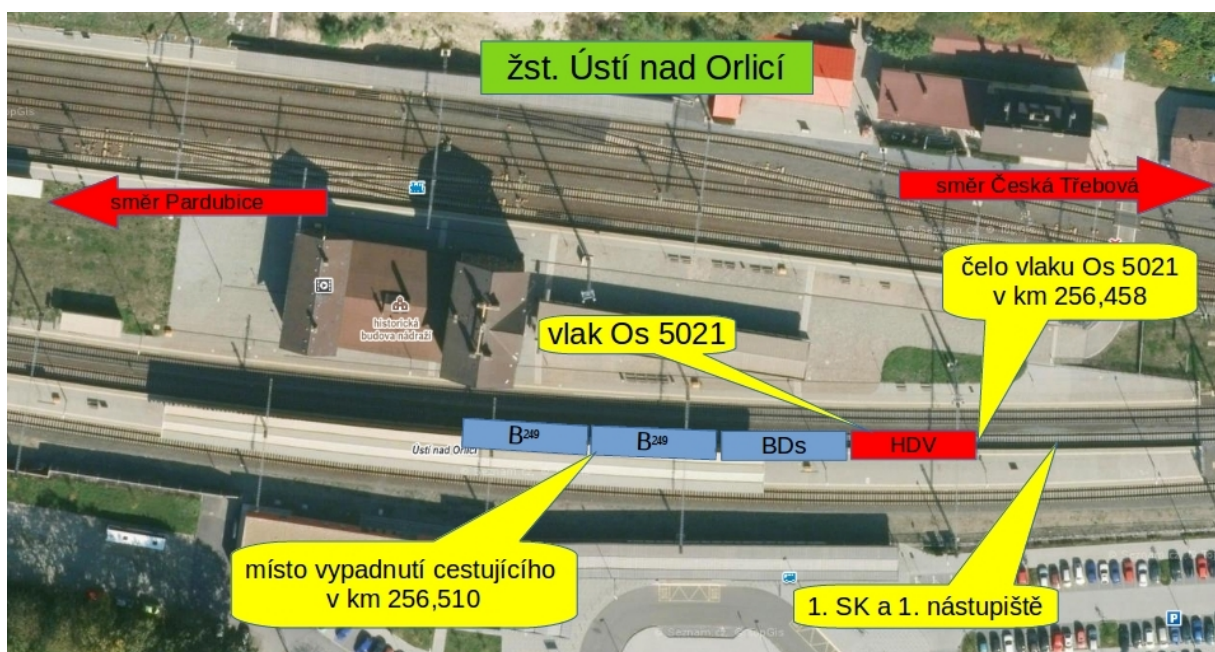 žst. Ústí nad Orlicí
směr Pardubice
směr Česká Třebová
čelo vlaku Os 5021
v km 256,458
historická
budova nádraží
vlak Os 5021
B249
B249
BDs
HDV
Ústí nad Orlicí
místo vypadnutí cestujícího
v km 256,510
1. SK a 1. nástupiště
P